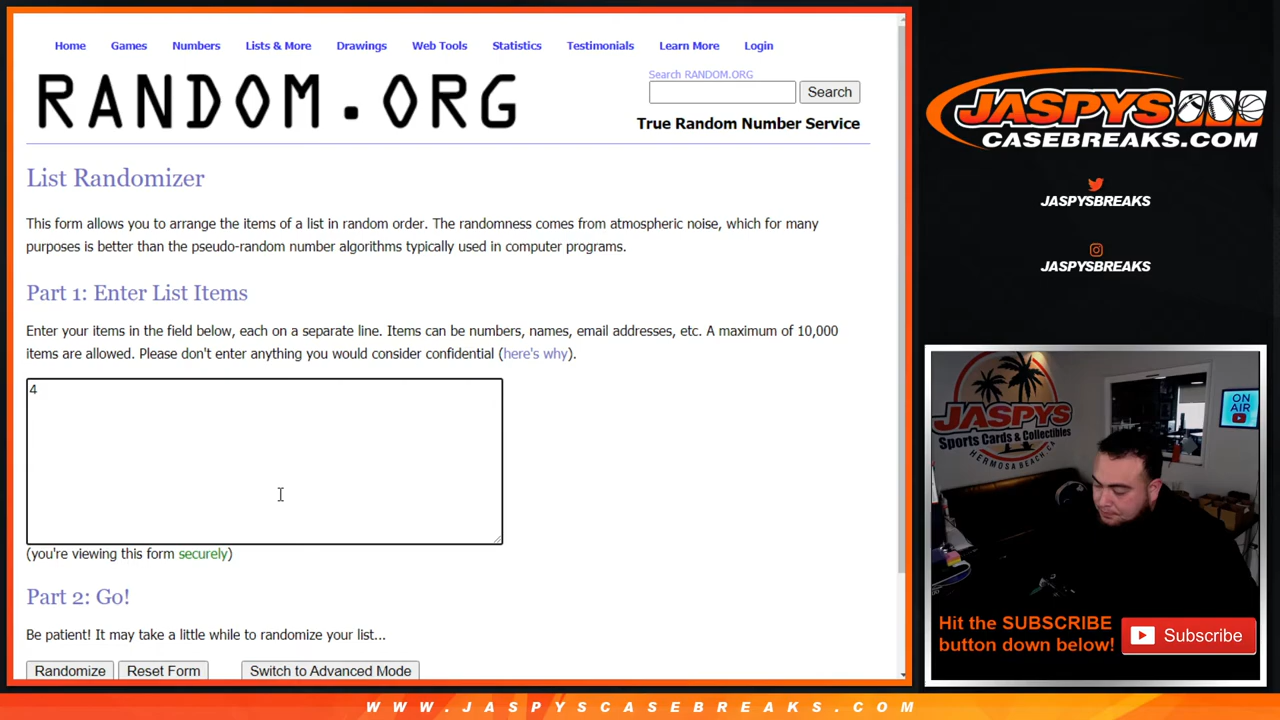 Home Games Numbers Lists & More Drawings Web Tools Statistics Testimonials Learn More Login
RANDOM.ORG
Search RANDOM.ORG
Search
True Random Number Service
List Randomizer
This form allows you to arrange the items of a list in random order. The randomness comes from atmospheric noise, which for many
purposes is better than the pseudo-random number algorithms typically used in computer programs.
Part 1: Enter List Items
Enter your items in the field below, each on a separate line. Items can be numbers, names, email addresses, etc. A maximum of 10,000
items are allowed. Please don't enter anything you would consider confidential (here's why).
4
(you're viewing this form securely)
Part 2: Go!
Be patient! It may take a little while to randomize your list...
Randomize Reset Form Switch to Advanced Mode
JASPYS
CASEBREAKS.COM
JASPYSBREAKS
JASPYSBREAKS
JASPYS
Sports Cards & Collectibles
HERMOSA BEACH, CA
ON
AIR
Hit the SUBSCRIBE
button down below!
Subscribe
WWW.JASPYSCASEBREAKS.COM